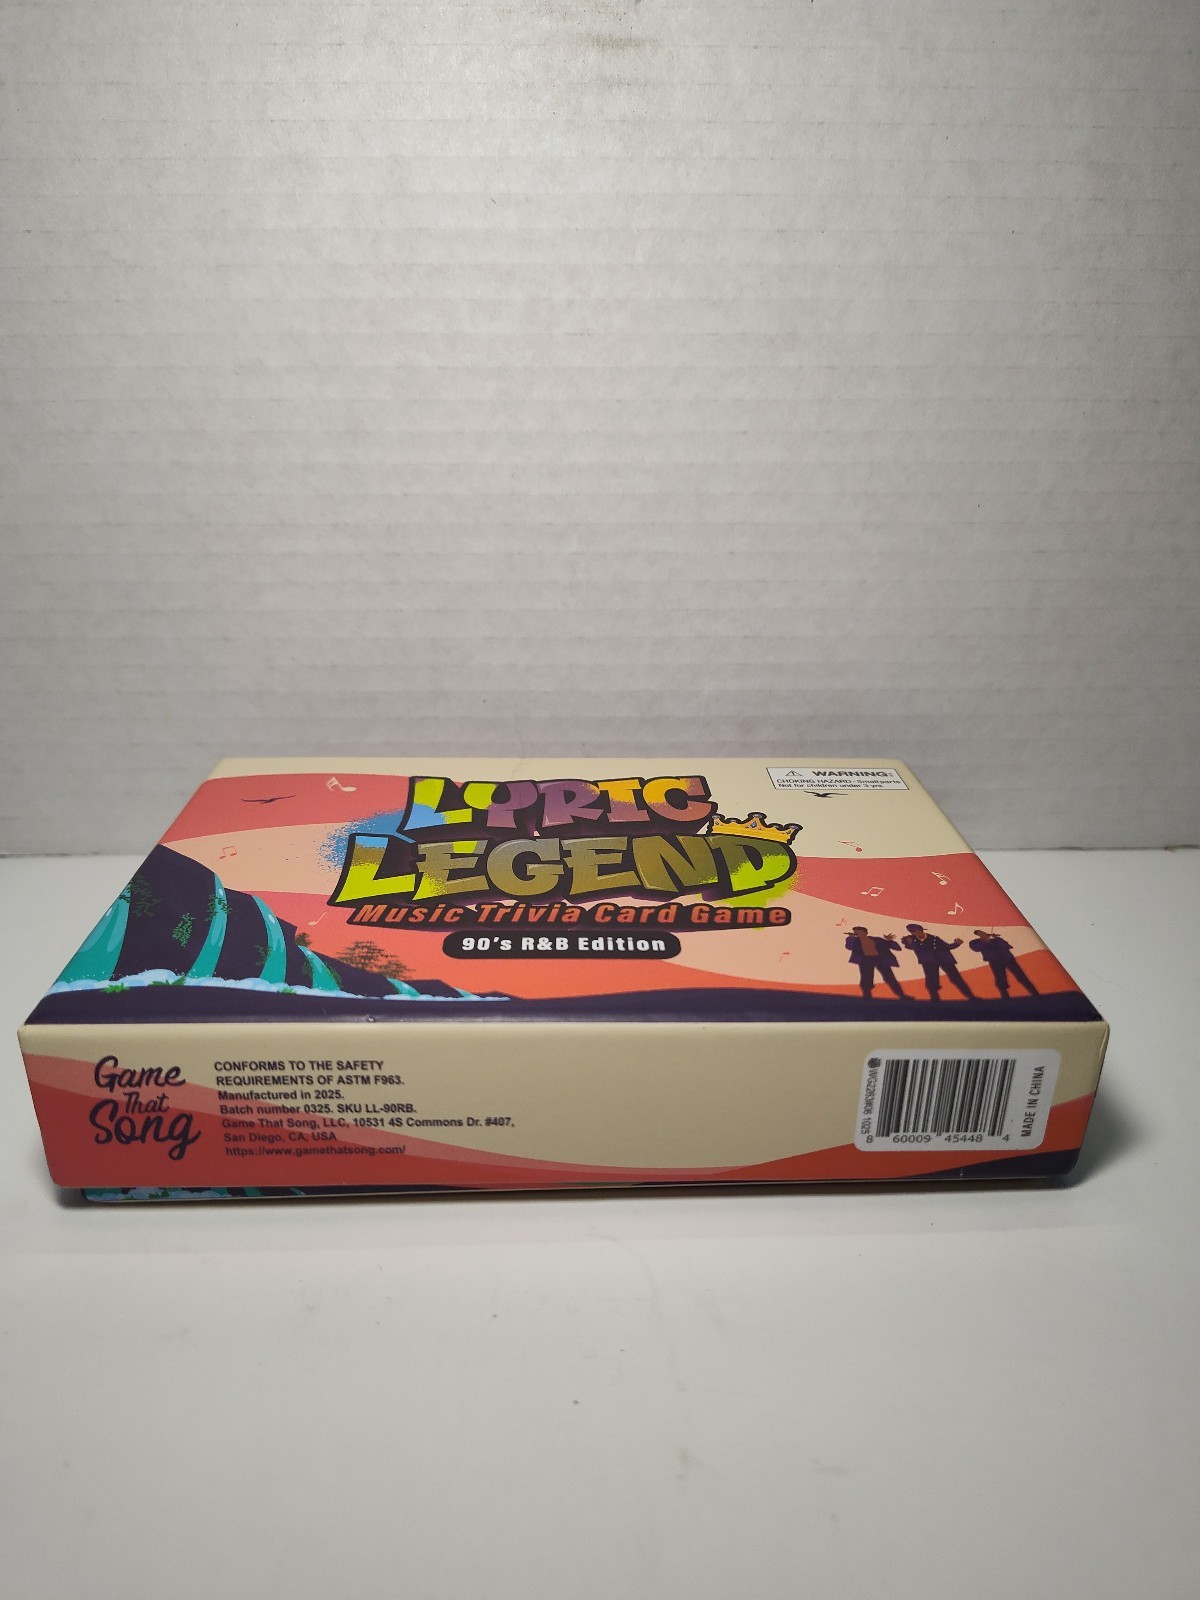 LYRIC
LEGEND
Music Trivia Card Game
90's R&B Edition
WARNING:
CHOKING HAZARD - Small parts
Not for children under 3 yrs.
Game
That
Song
CONFORMS TO THE SAFETY
REQUIREMENTS OF ASTM F963.
Manufactured in 2025.
Batch number 0325. SKU LL-90RB.
Game That Song, LLC, 10531 4S Commons Dr. #407,
San Diego, CA, USA
https://www.gamethatsong.com/
8 60009 45448 4
MADE IN CHINA